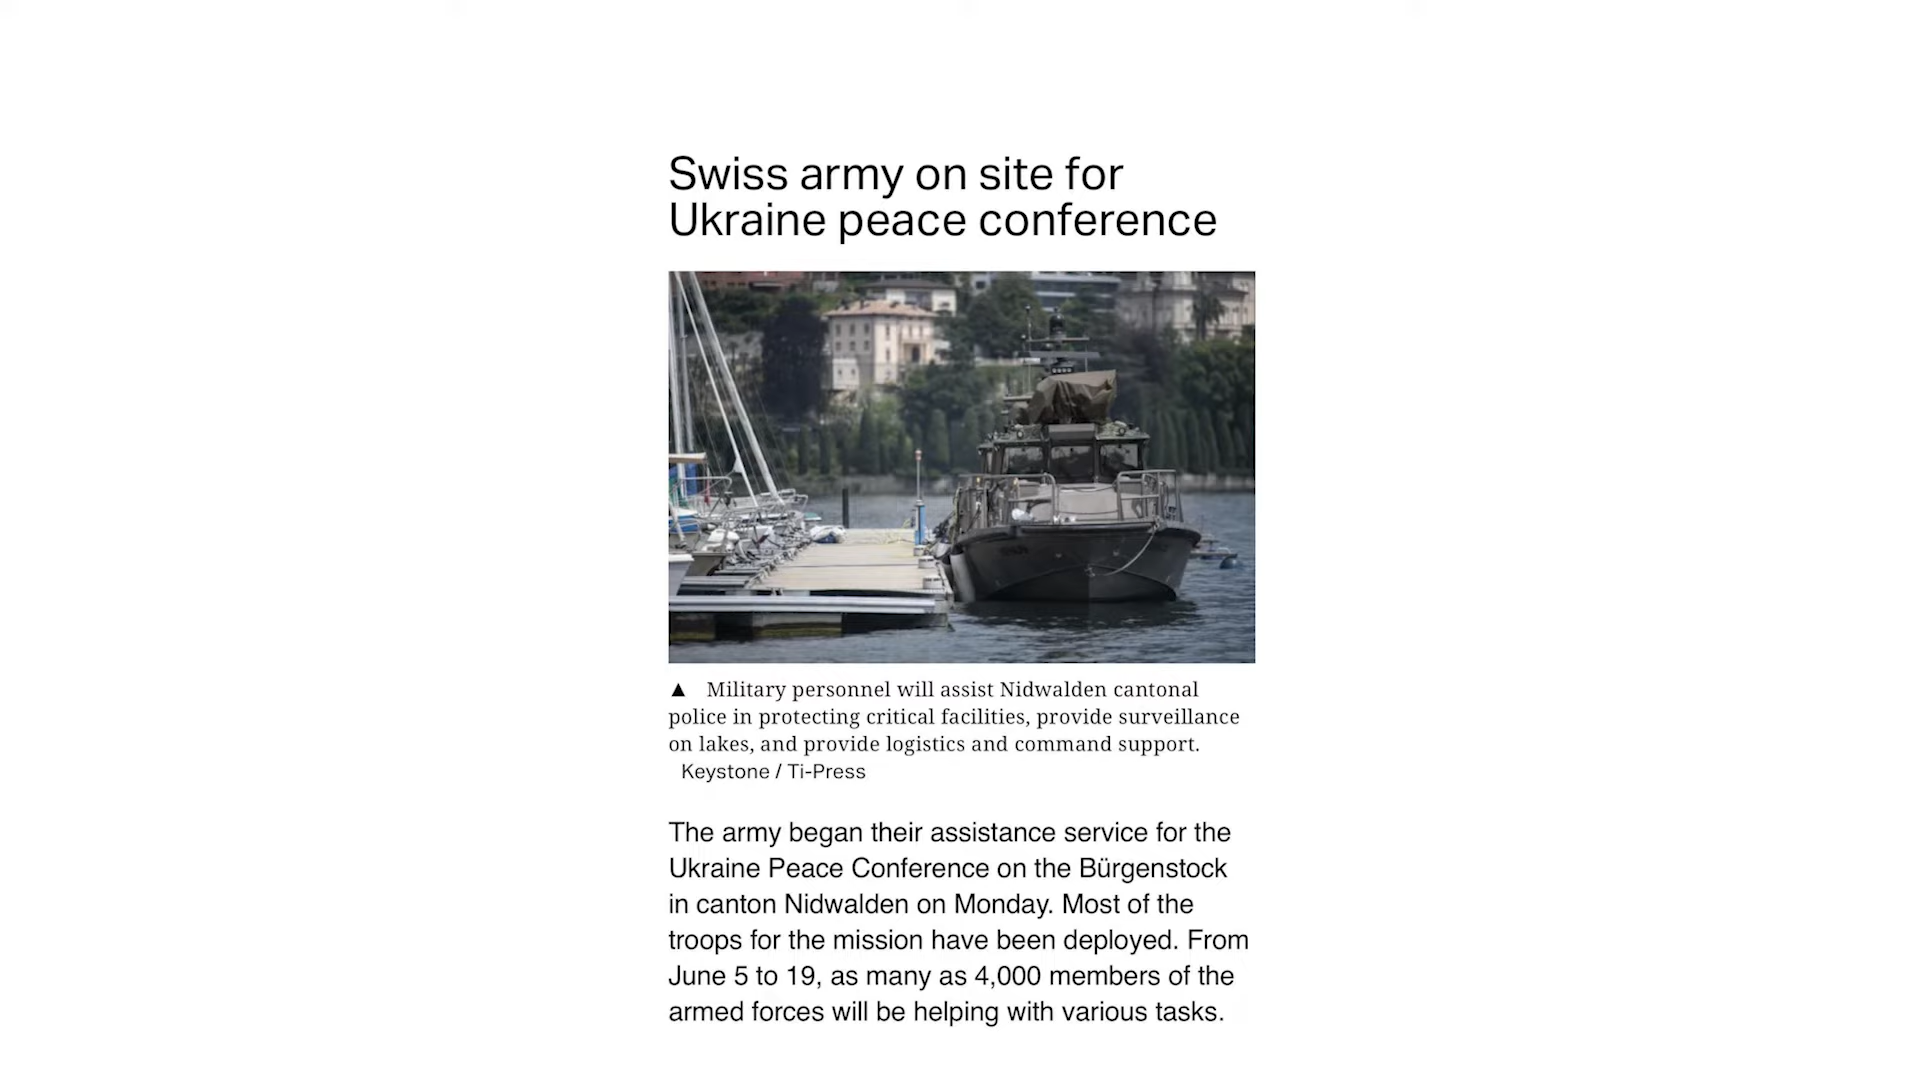 Swiss army on site for
Ukraine peace conference
▲ Military personnel will assist Nidwalden cantonal
police in protecting critical facilities, provide surveillance
on lakes, and provide logistics and command support.
Keystone / Ti-Press
The army began their assistance service for the
Ukraine Peace Conference on the Bürgenstock
in canton Nidwalden on Monday. Most of the
troops for the mission have been deployed. From
June 5 to 19, as many as 4,000 members of the
armed forces will be helping with various tasks.